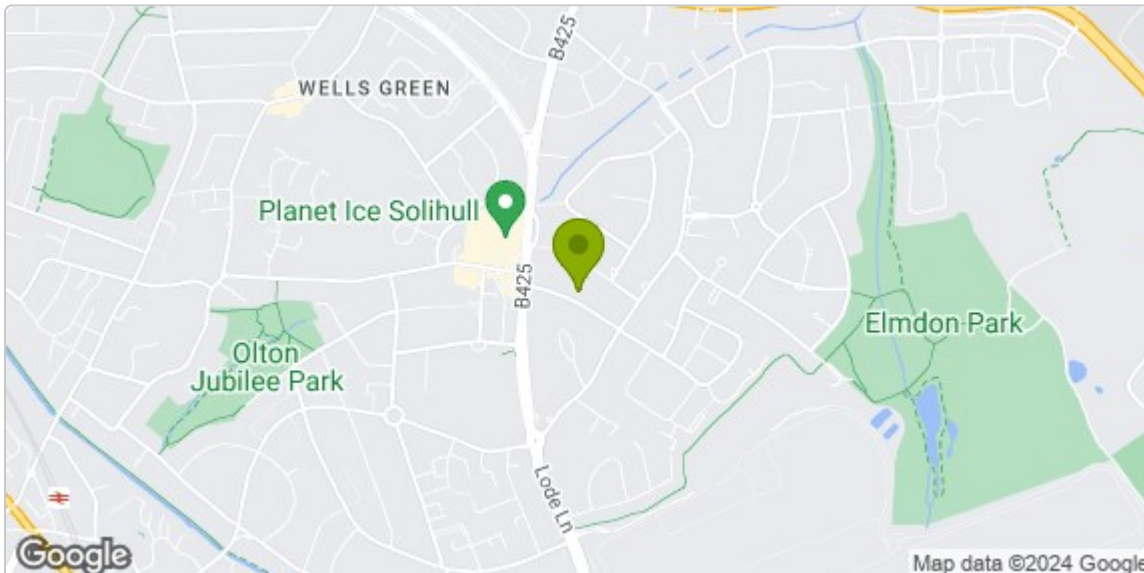 B425
WELLS GREEN
Planet Ice Solihull
B425
Elmdon Park
Olton
Jubilee Park
Lode Ln
Google
Map data ©2024 Google